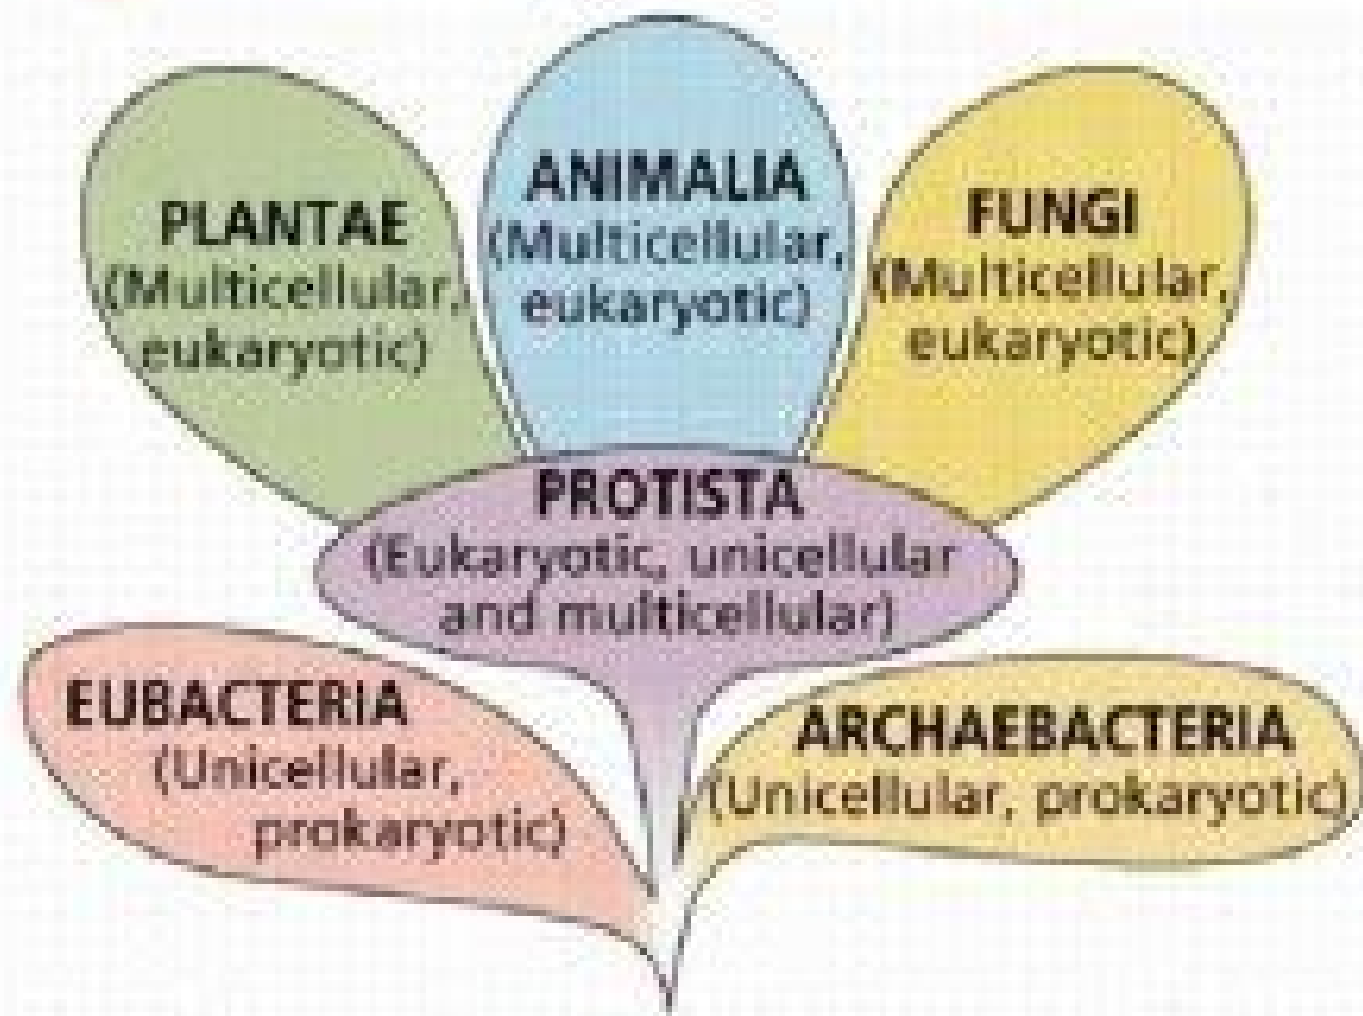 PLANTAE
(Multicellular,
eukaryotic)
ANIMALIA
(Multicellular,
eukaryotic)
FUNGI
(Multicellular,
eukaryotic)
PROTISTA
(Eukaryotic, unicellular
and multicellular)
EUBACTERIA
(Unicellular,
prokaryotic)
ARCHAEBACTERIA
(Unicellular, prokaryotic)